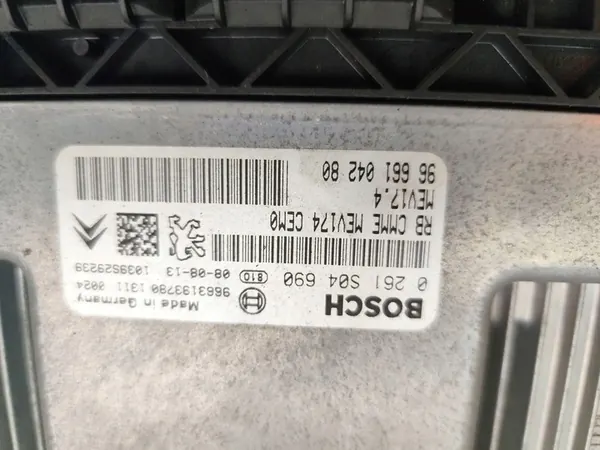 BOSCH
0 261 S04 690
RB CMME MEV174 CEM0
MEV17.4
96 661 042 80
Made in Germany
9663193780 1311 0024
810
08-08-13 1039S29239